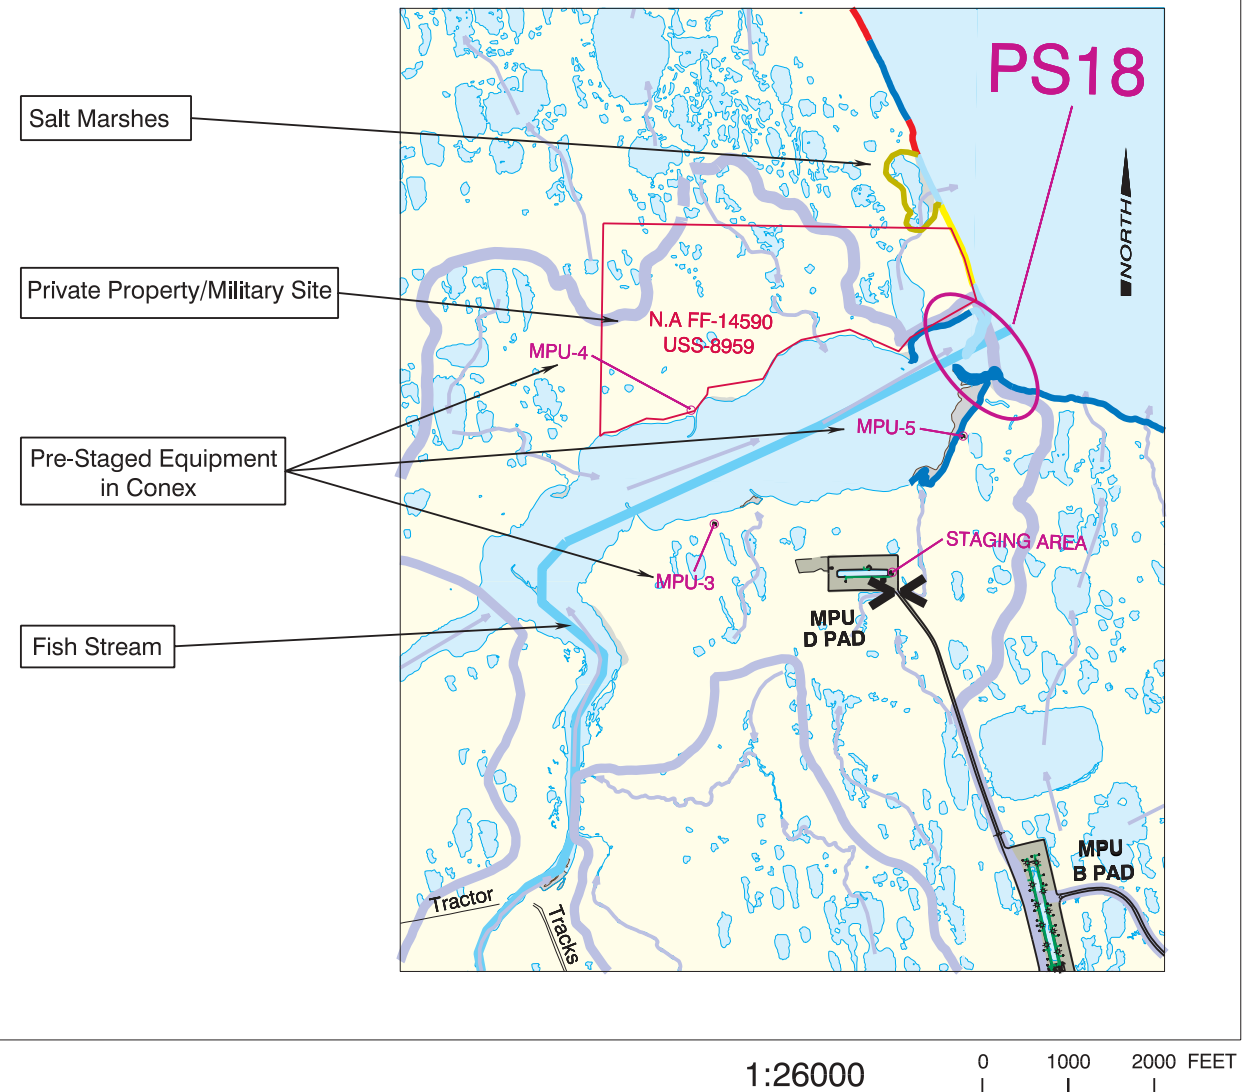 PS18
Salt Marshes
NORTH
Private Property/Military Site
N.A FF-14590
USS-8959
MPU-4
MPU-5
Pre-Staged Equipment
in Conex
STAGING AREA
MPU-3
MPU
D PAD
Fish Stream
MPU
B PAD
Tractor
Tracks
1:26000
0 1000 2000 FEET